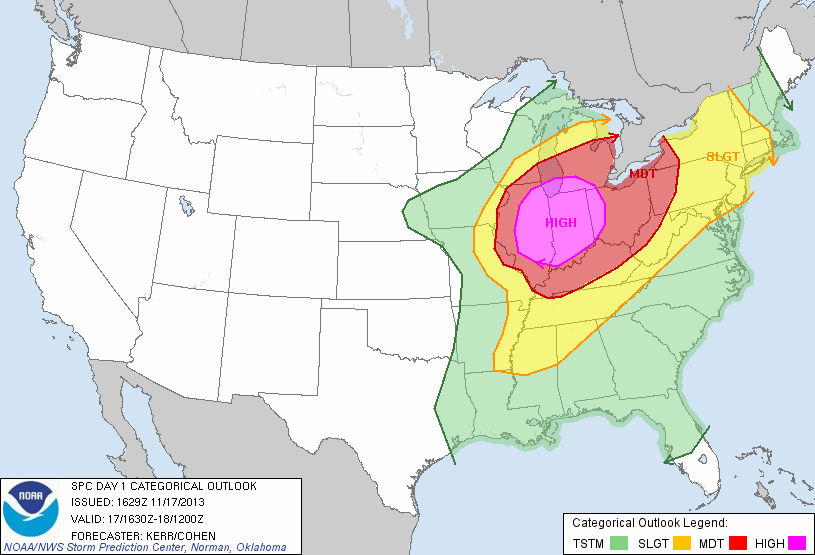 SLGT
MDT
HIGH
NOAA
SPC DAY 1 CATEGORICAL OUTLOOK
ISSUED: 1629Z 11/17/2013
VALID: 17/1630Z-18/1200Z
FORECASTER: KERR/COHEN
NOAA/NWS Storm Prediction Center, Norman, Oklahoma
Categorical Outlook Legend:
TSTM SLGT MDT HIGH